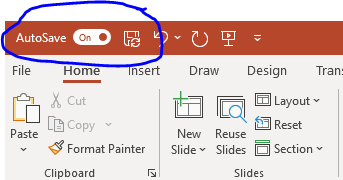 AutoSave On
File Home Insert Draw Design
Paste Cut Copy Format Painter New Slide Reuse Slides Layout Reset Section
Clipboard Slides